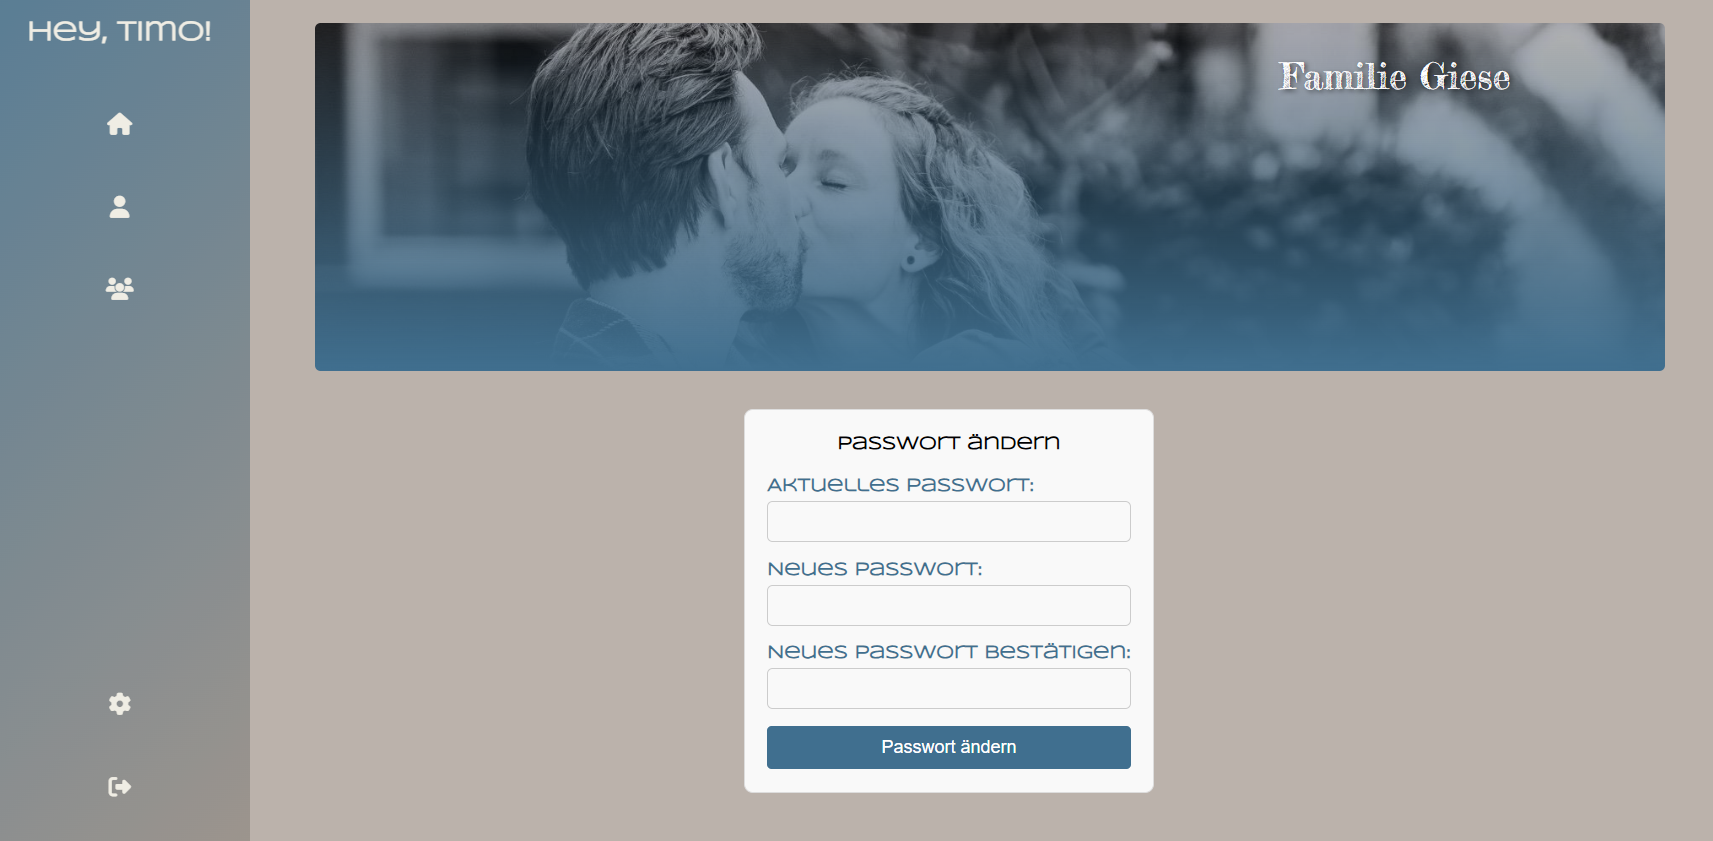 Hey, Timo!
Familie Giese
Passwort ändern
Aktuelles Passwort:
Neues Passwort:
Neues Passwort bestätigen:
Passwort ändern